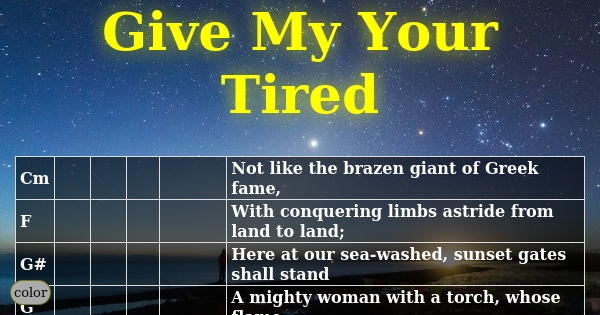 Give My Your
Tired
Cm Not like the brazen giant of Greek
fame,
F With conquering limbs astride from
land to land;
G# Here at our sea-washed, sunset gates
shall stand
color
G A mighty woman with a torch, whose
flame